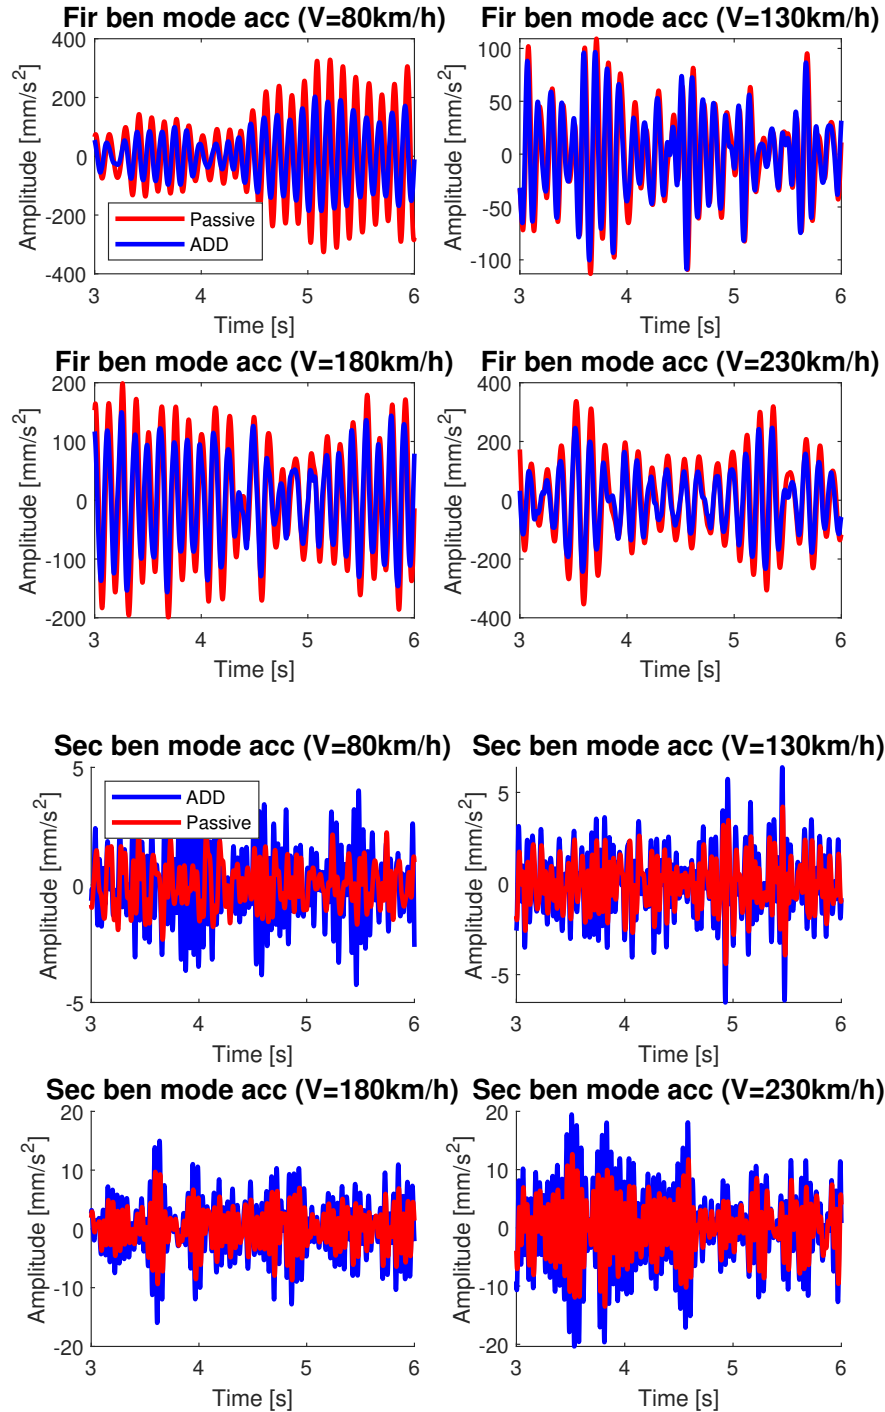 Fir ben mode acc (V=80km/h)
Amplitude [mm/s²]
400
200
0
-200
-400
Passive
ADD
3
4
5
6
Time [s]
Fir ben mode acc (V=130km/h)
Amplitude [mm/s²]
100
50
0
-50
-100
3
4
5
6
Time [s]
Fir ben mode acc (V=180km/h)
Amplitude [mm/s²]
200
100
0
-100
-200
3
4
5
6
Time [s]
Fir ben mode acc (V=230km/h)
Amplitude [mm/s²]
400
200
0
-200
-400
3
4
5
6
Time [s]
Sec ben mode acc (V=80km/h)
Amplitude [mm/s²]
5
0
-5
ADD
Passive
3
4
5
6
Time [s]
Sec ben mode acc (V=130km/h)
Amplitude [mm/s²]
5
0
-5
3
4
5
6
Time [s]
Sec ben mode acc (V=180km/h)
Amplitude [mm/s²]
20
10
0
-10
-20
3
4
5
6
Time [s]
Sec ben mode acc (V=230km/h)
Amplitude [mm/s²]
20
10
0
-10
-20
3
4
5
6
Time [s]